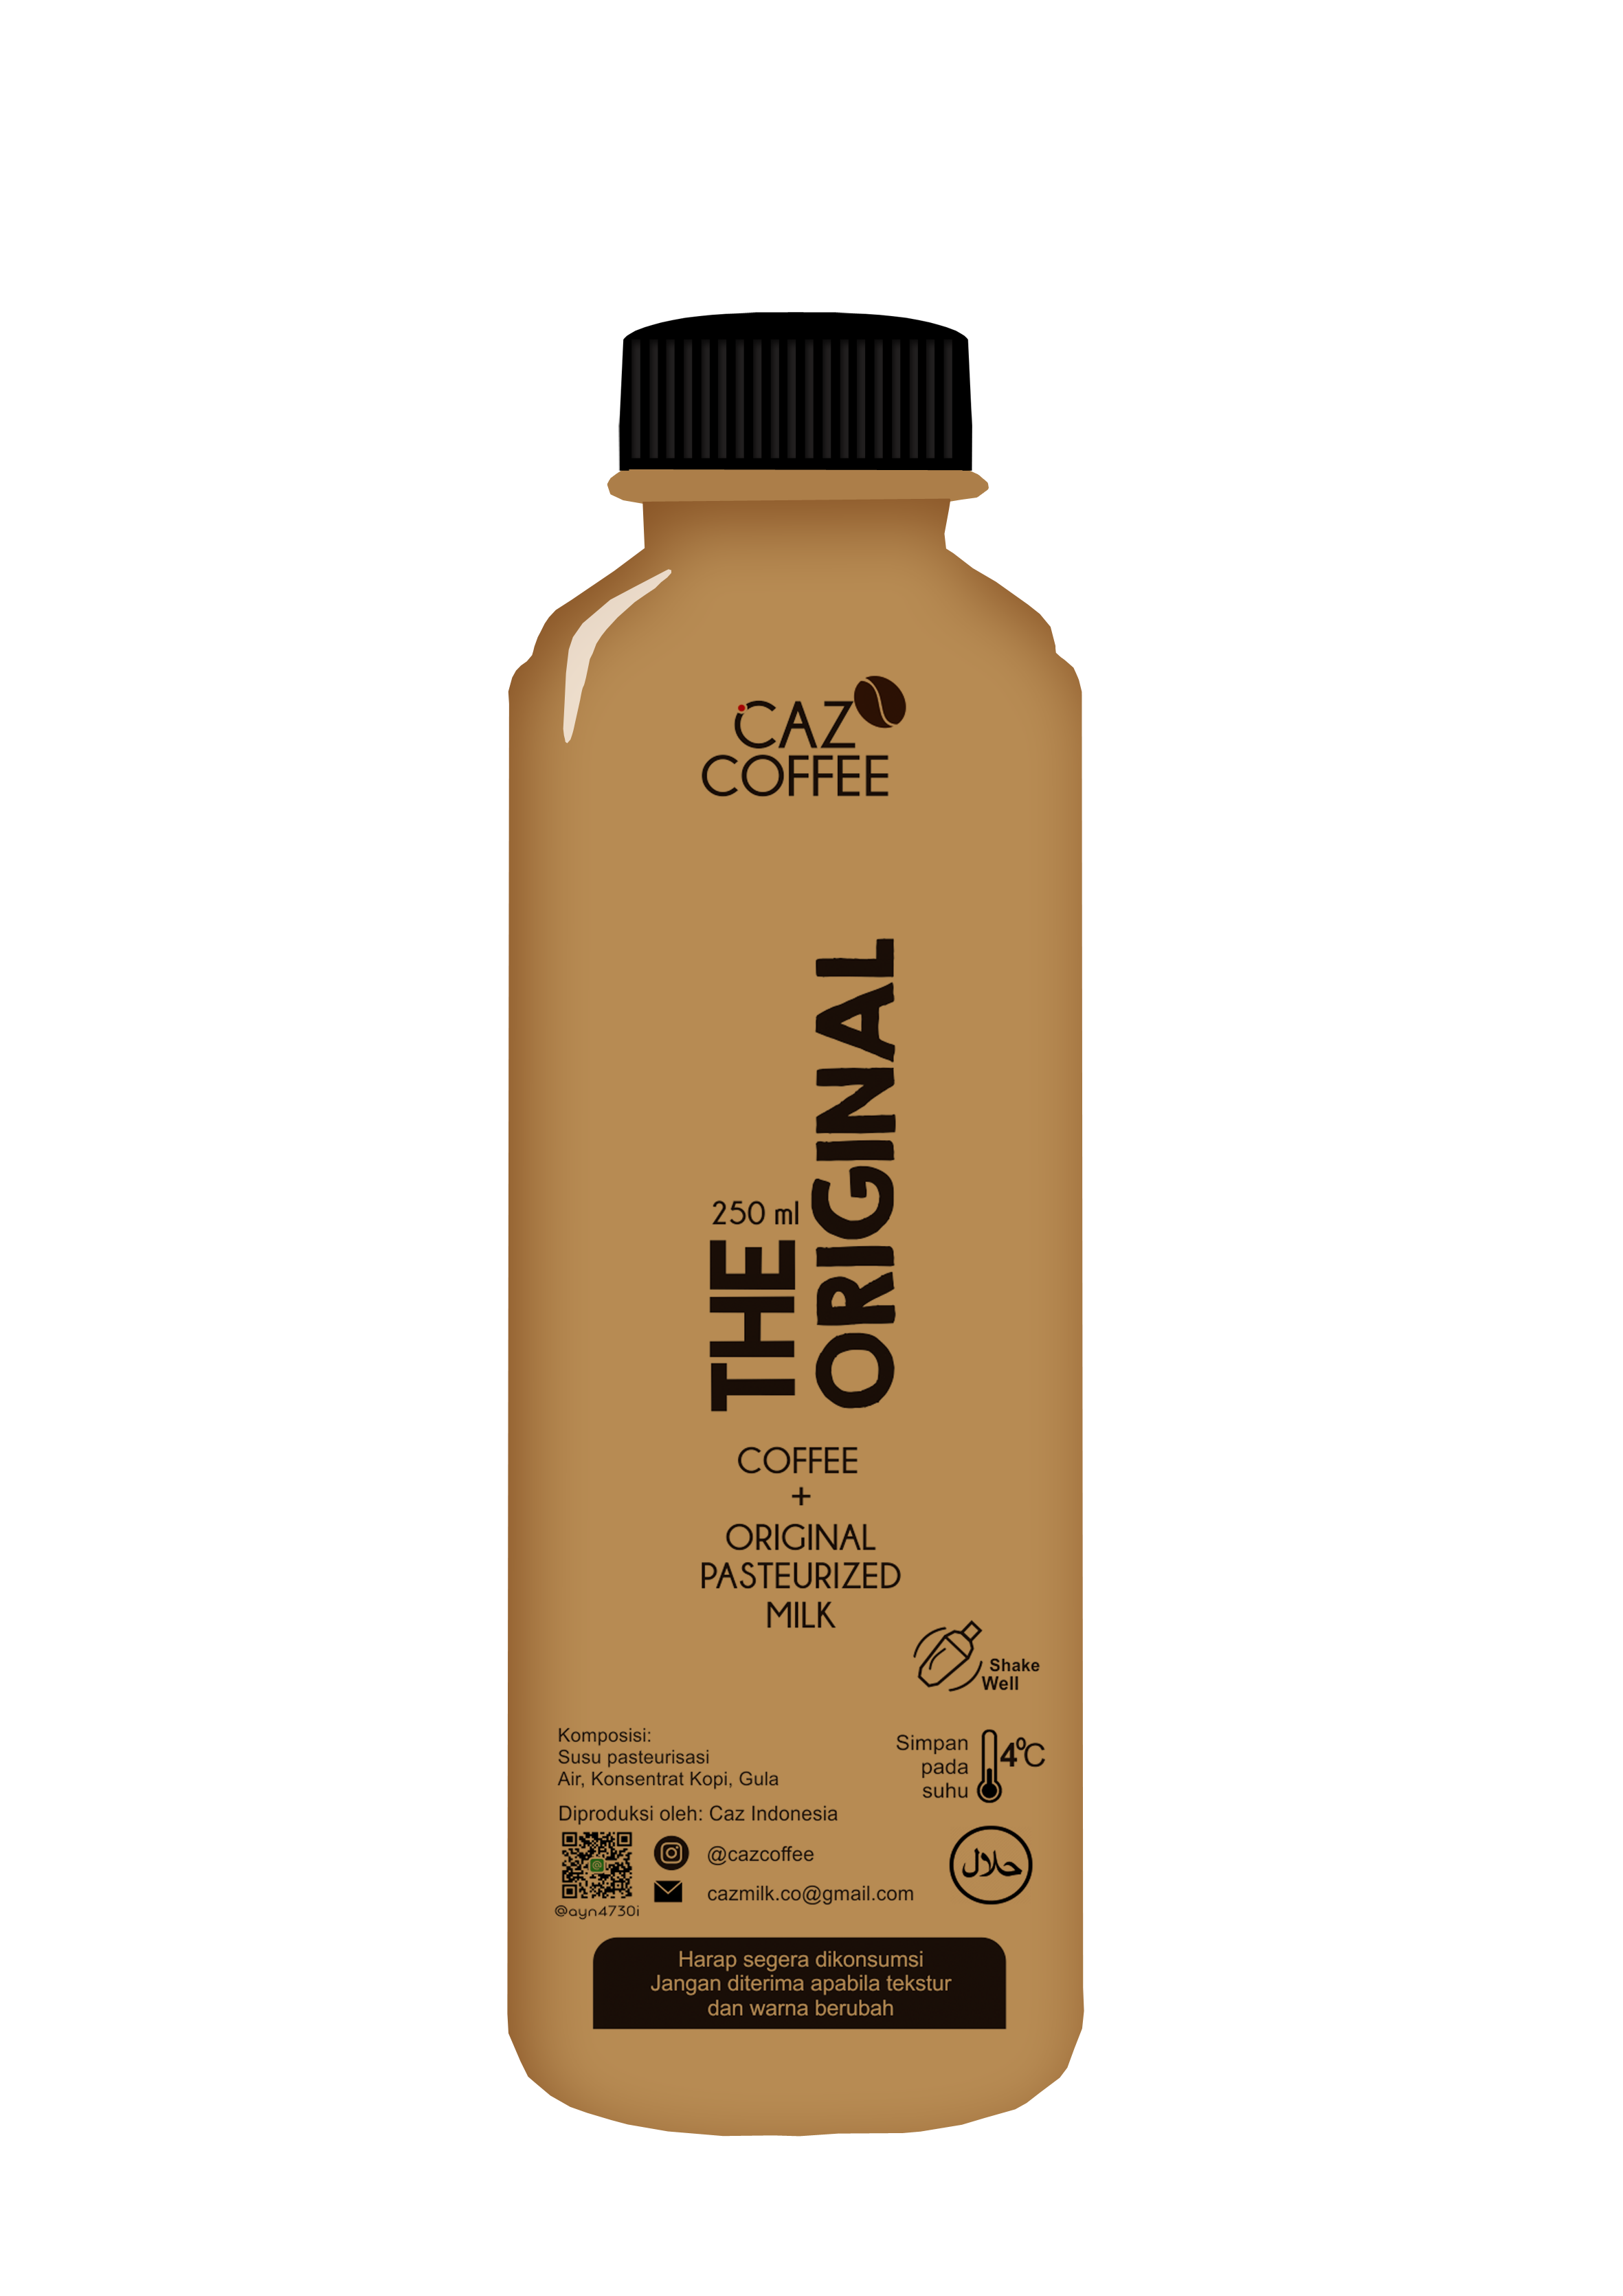 CAZ
COFFEE
250 ml
THE
ORIGINAL
COFFEE
+
ORIGINAL
PASTEURIZED
MILK
Shake
Well
Komposisi:
Susu pasteurisasi
Air, Konsentrat Kopi, Gula
Simpan
pada
suhu
4⁰C
Diproduksi oleh: Caz Indonesia
@cazcoffee
cazmilk.co@gmail.com
@ayn4730i
حلال
Harap segera dikonsumsi
Jangan diterima apabila tekstur
dan warna berubah